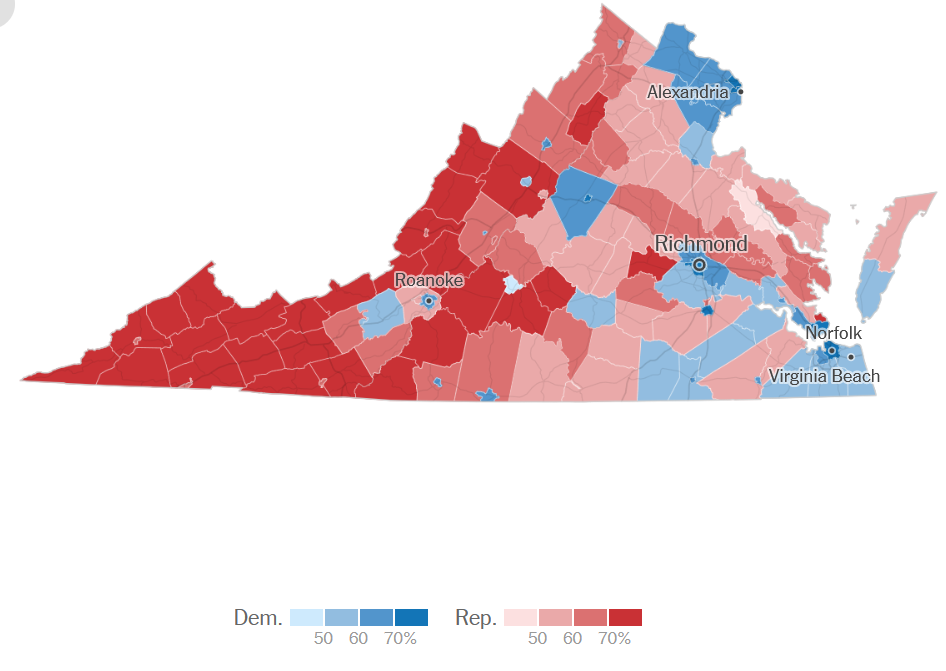 Alexandria
Richmond
Roanoke
Norfolk
Virginia Beach
Dem. Rep.
50 60 70% 50 60 70%